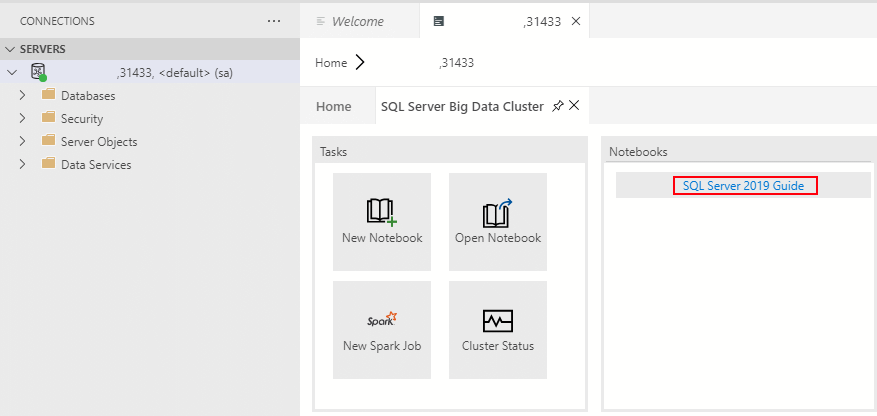 CONNECTIONS ...
SERVERS
,31433, <default> (sa)
Databases
Security
Server Objects
Data Services
Welcome
,31433
Home
,31433
Home
SQL Server Big Data Cluster
Tasks
New Notebook
Open Notebook
Spark
New Spark Job
Cluster Status
Notebooks
SQL Server 2019 Guide